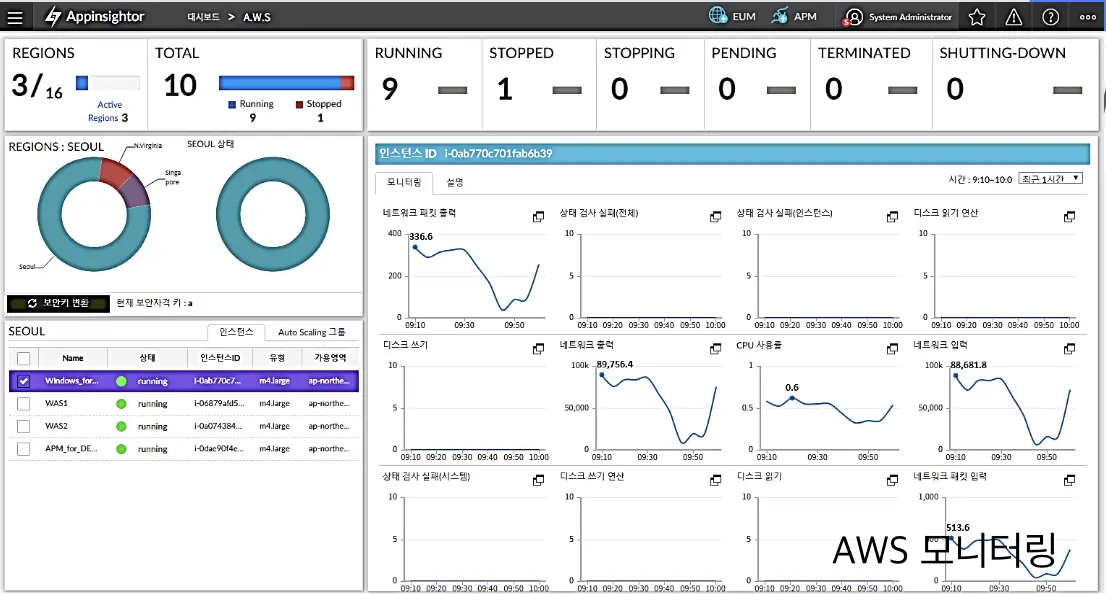 Appinsightor 대시보드 > A.W.S EUM APM System Administrator
REGIONS
3/16
Active
Regions 3
TOTAL
10
Running Stopped
9 1
RUNNING
9
STOPPED
1
STOPPING
0
PENDING
0
TERMINATED
0
SHUTTING-DOWN
0
REGIONS : SEOUL
N.Virginia
Singa
pore
Seoul
SEOUL 상태
보안키 변환 현재 보안자격 키 : a
SEOUL
인스턴스 Auto Scaling 그룹
Name 상태 인스턴스ID 유형 가용영역
Windows_for... running i-0ab770c7... m4.large ap-northe...
WAS1 running i-06879afd5... m4.large ap-northe...
WAS2 running i-0a074384... m4.large ap-northe...
APM_for_DE... running i-0dae90f4e... m4.large ap-northe...
인스턴스 ID i-0ab770c701fab6b39
모니터링 설명
시간 : 9:10~10:0 최근 1시간
네트워크 패킷 출력
400
336.6
200
0
09:10 09:30 09:50
상태 검사 실패(전체)
10
5
0
09:10 09:20 09:30 09:40 09:50 10:00
상태 검사 실패(인스턴스)
10
5
0
09:10 09:20 09:30 09:40 09:50 10:00
디스크 읽기 연산
10
5
0
09:10 09:20 09:30 09:40 09:50 10:00
디스크 쓰기
10
5
0
09:10 09:20 09:30 09:40 09:50 10:00
네트워크 출력
100k
89,756.4
50,000
0
09:10 09:30 09:50
CPU 사용율
1
0.6
0.5
0
09:10 09:30 09:50
네트워크 입력
100k
88,681.8
50,000
0
09:10 09:30 09:50
상태 검사 실패(시스템)
10
5
0
09:10 09:20 09:30 09:40 09:50 10:00
디스크 쓰기 연산
10
5
0
09:10 09:20 09:30 09:40 09:50 10:00
디스크 읽기
10
5
0
09:10 09:20 09:30 09:40 09:50 10:00
네트워크 패킷 입력
1,000
513.6
0
09:10 09:30 09:50
AWS 모니터링